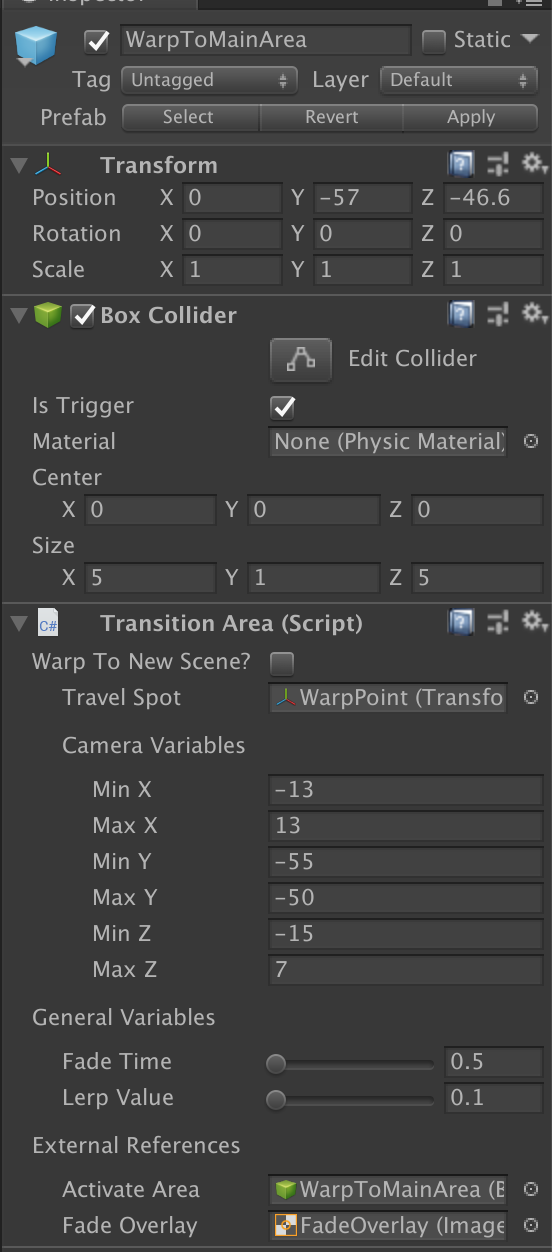 WarpToMainArea Static
Tag Untagged Layer Default
Prefab Select Revert Apply
Transform
Position X 0 Y -57 Z -46.6
Rotation X 0 Y 0 Z 0
Scale X 1 Y 1 Z 1
Box Collider
Edit Collider
Is Trigger
Material None (Physic Material)
Center
X 0 Y 0 Z 0
Size
X 5 Y 1 Z 5
C# Transition Area (Script)
Warp To New Scene?
Travel Spot WarpPoint (Transfo
Camera Variables
Min X -13
Max X 13
Min Y -55
Max Y -50
Min Z -15
Max Z 7
General Variables
Fade Time 0.5
Lerp Value 0.1
External References
Activate Area WarpToMainArea (B
Fade Overlay FadeOverlay (Image